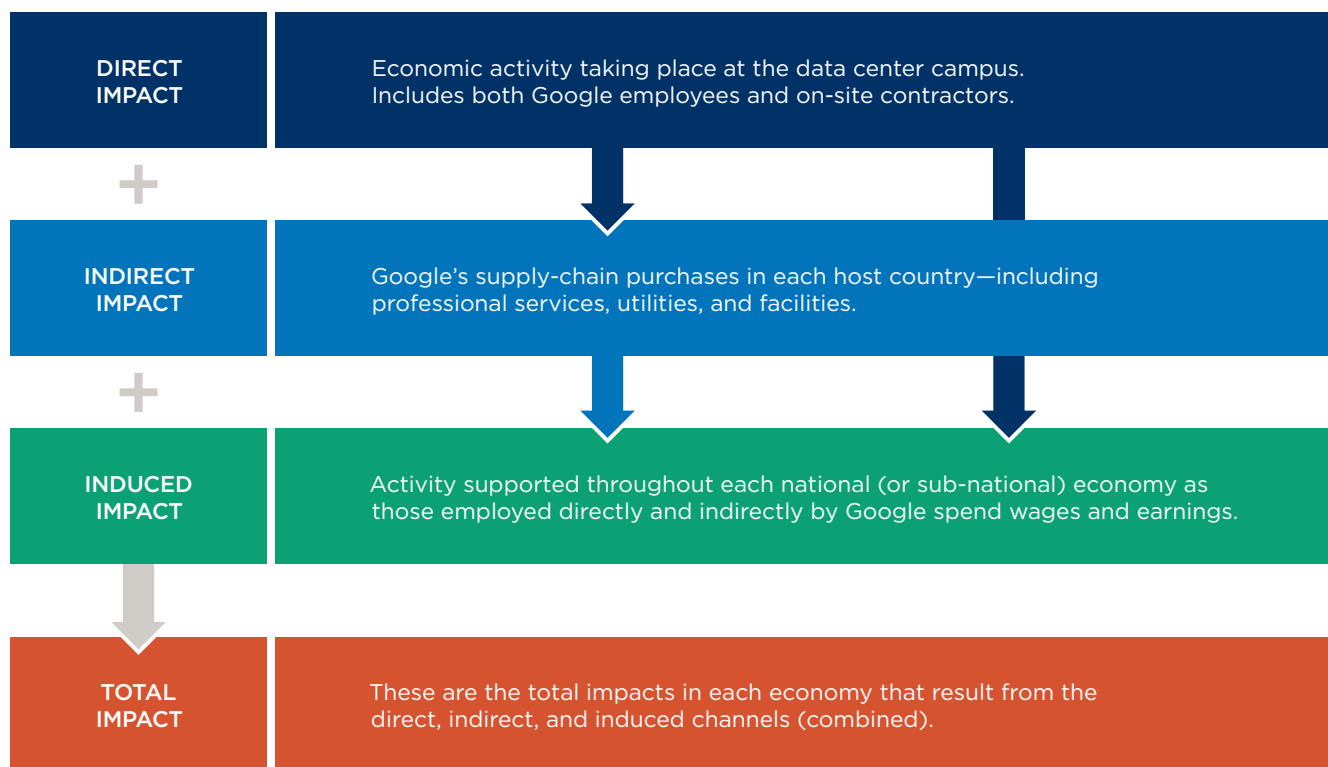 DIRECT
IMPACT
Economic activity taking place at the data center campus.
Includes both Google employees and on-site contractors.
+
INDIRECT
IMPACT
Google’s supply-chain purchases in each host country—including
professional services, utilities, and facilities.
+
INDUCED
IMPACT
Activity supported throughout each national (or sub-national) economy as
those employed directly and indirectly by Google spend wages and earnings.
TOTAL
IMPACT
These are the total impacts in each economy that result from the
direct, indirect, and induced channels (combined).